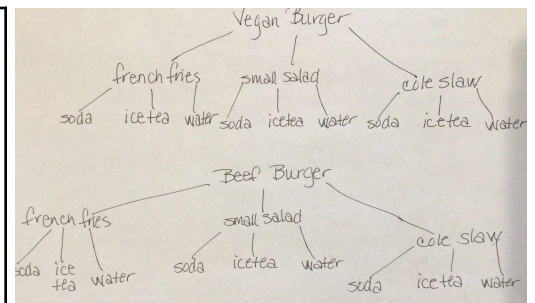 Vegan Burger
french fries small salad cole slaw
soda ice tea water soda ice tea water soda ice tea water
Beef Burger
french fries small salad cole slaw
soda ice tea water soda ice tea water soda ice tea water